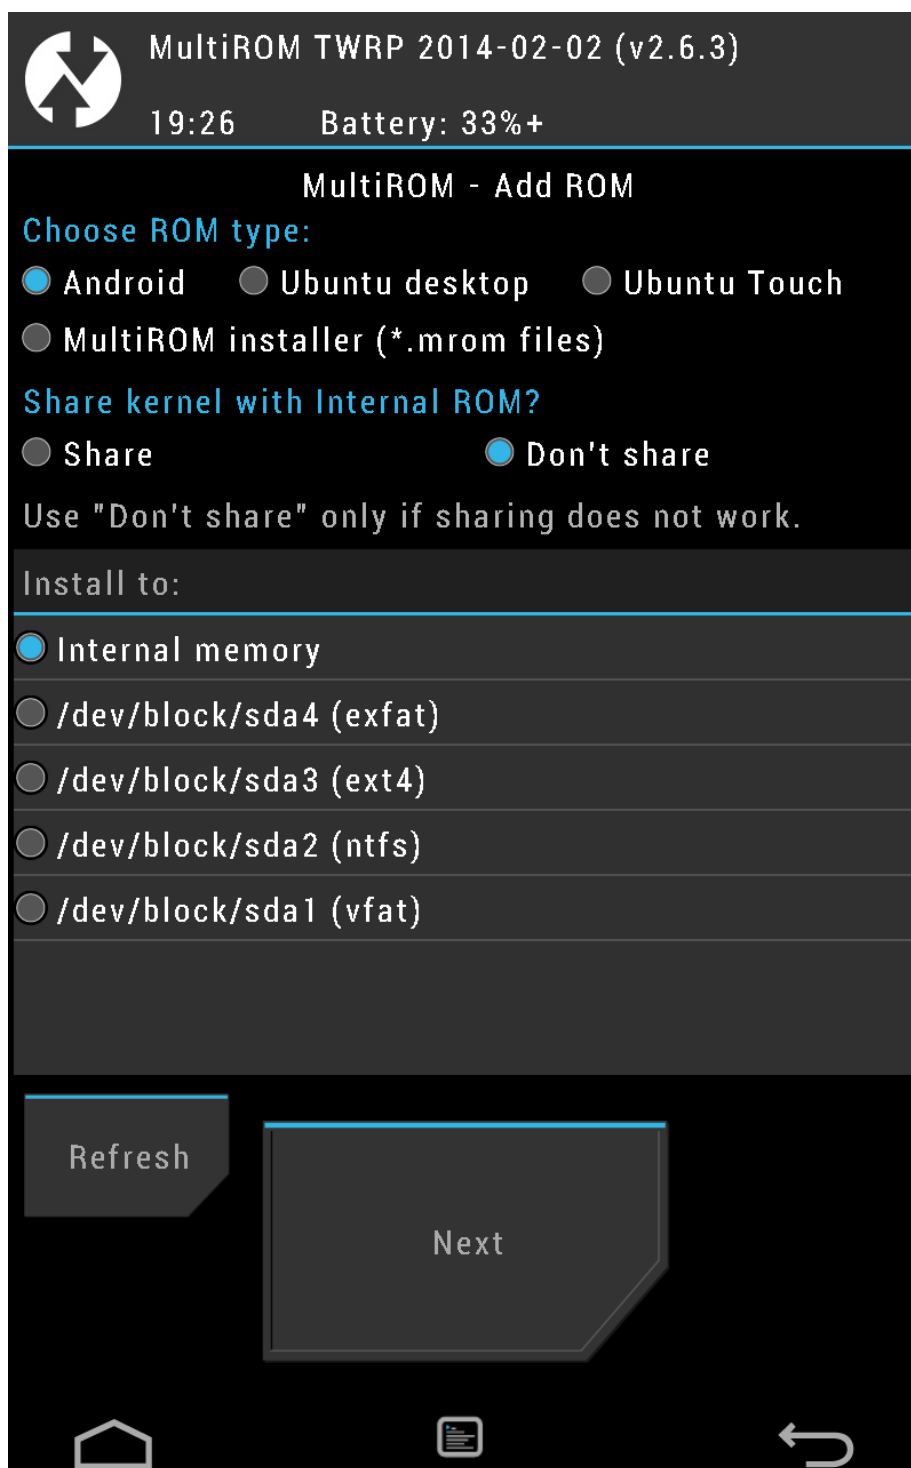 MultiROM TWRP 2014-02-02 (v2.6.3)
19:26 Battery: 33%+
MultiROM - Add ROM
Choose ROM type:
Android Ubuntu desktop Ubuntu Touch
MultiROM installer (*.mrom files)
Share kernel with Internal ROM?
Share Don't share
Use "Don't share" only if sharing does not work.
Install to:
Internal memory
/dev/block/sda4 (exfat)
/dev/block/sda3 (ext4)
/dev/block/sda2 (ntfs)
/dev/block/sda1 (vfat)
Refresh
Next